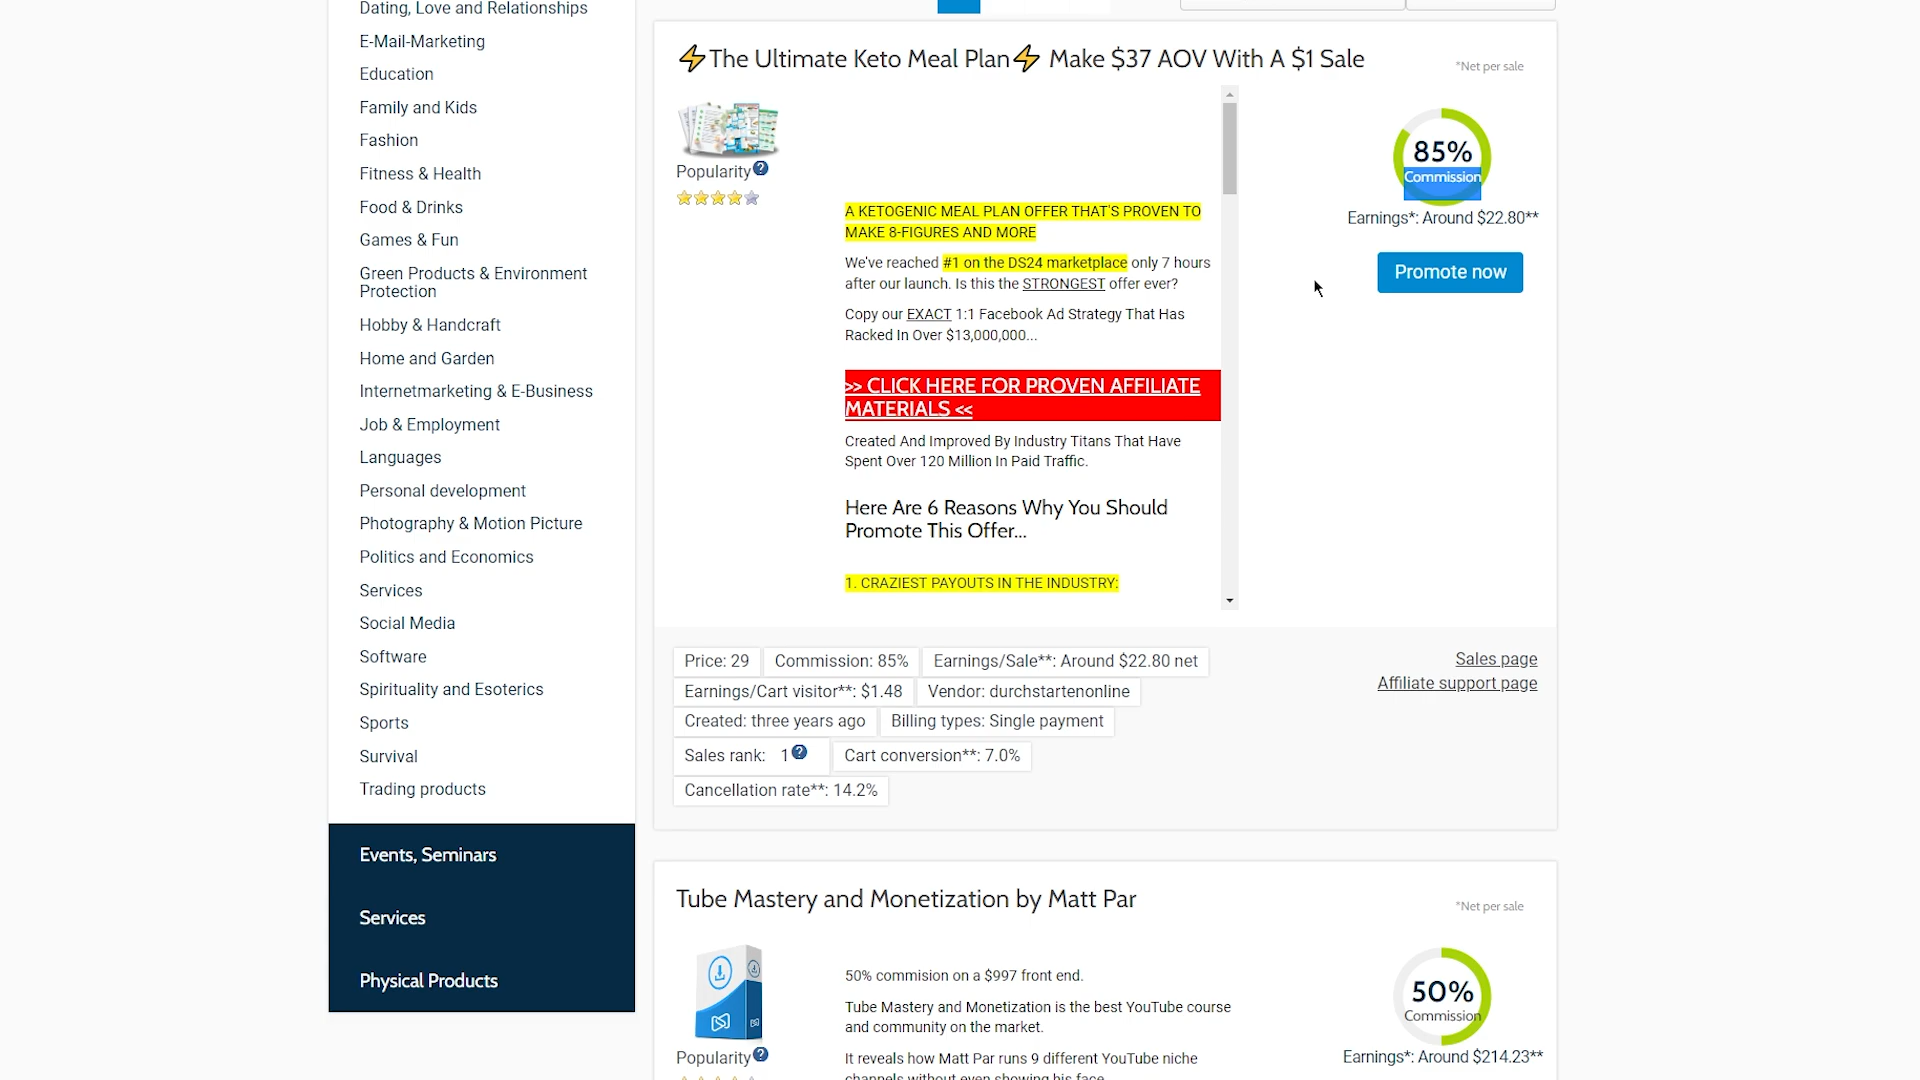 Dating, Love and Relationships
E-Mail-Marketing
Education
Family and Kids
Fashion
Fitness & Health
Food & Drinks
Games & Fun
Green Products & Environment
Protection
Hobby & Handcraft
Home and Garden
Internetmarketing & E-Business
Job & Employment
Languages
Personal development
Photography & Motion Picture
Politics and Economics
Services
Social Media
Software
Spirituality and Esoterics
Sports
Survival
Trading products
Events, Seminars
Services
Physical Products
⚡The Ultimate Keto Meal Plan⚡ Make $37 AOV With A $1 Sale
*Net per sale
Popularity
A KETOGENIC MEAL PLAN OFFER THAT'S PROVEN TO
MAKE 8-FIGURES AND MORE
We've reached #1 on the DS24 marketplace only 7 hours
after our launch. Is this the STRONGEST offer ever?
Copy our EXACT 1:1 Facebook Ad Strategy That Has
Racked In Over $13,000,000...
>> CLICK HERE FOR PROVEN AFFILIATE
MATERIALS <<
Created And Improved By Industry Titans That Have
Spent Over 120 Million In Paid Traffic.
Here Are 6 Reasons Why You Should
Promote This Offer...
1. CRAZIEST PAYOUTS IN THE INDUSTRY:
85%
Commission
Earnings*: Around $22.80**
Promote now
Price: 29
Commission: 85%
Earnings/Sale**: Around $22.80 net
Earnings/Cart visitor**: $1.48
Vendor: durchstartenonline
Created: three years ago
Billing types: Single payment
Sales rank: 1
Cart conversion**: 7.0%
Cancellation rate**: 14.2%
Sales page
Affiliate support page
Tube Mastery and Monetization by Matt Par
*Net per sale
Popularity
50% commision on a $997 front end.
Tube Mastery and Monetization is the best YouTube course
and community on the market.
It reveals how Matt Par runs 9 different YouTube niche
channels without even showing his face.
50%
Commission
Earnings*: Around $214.23**